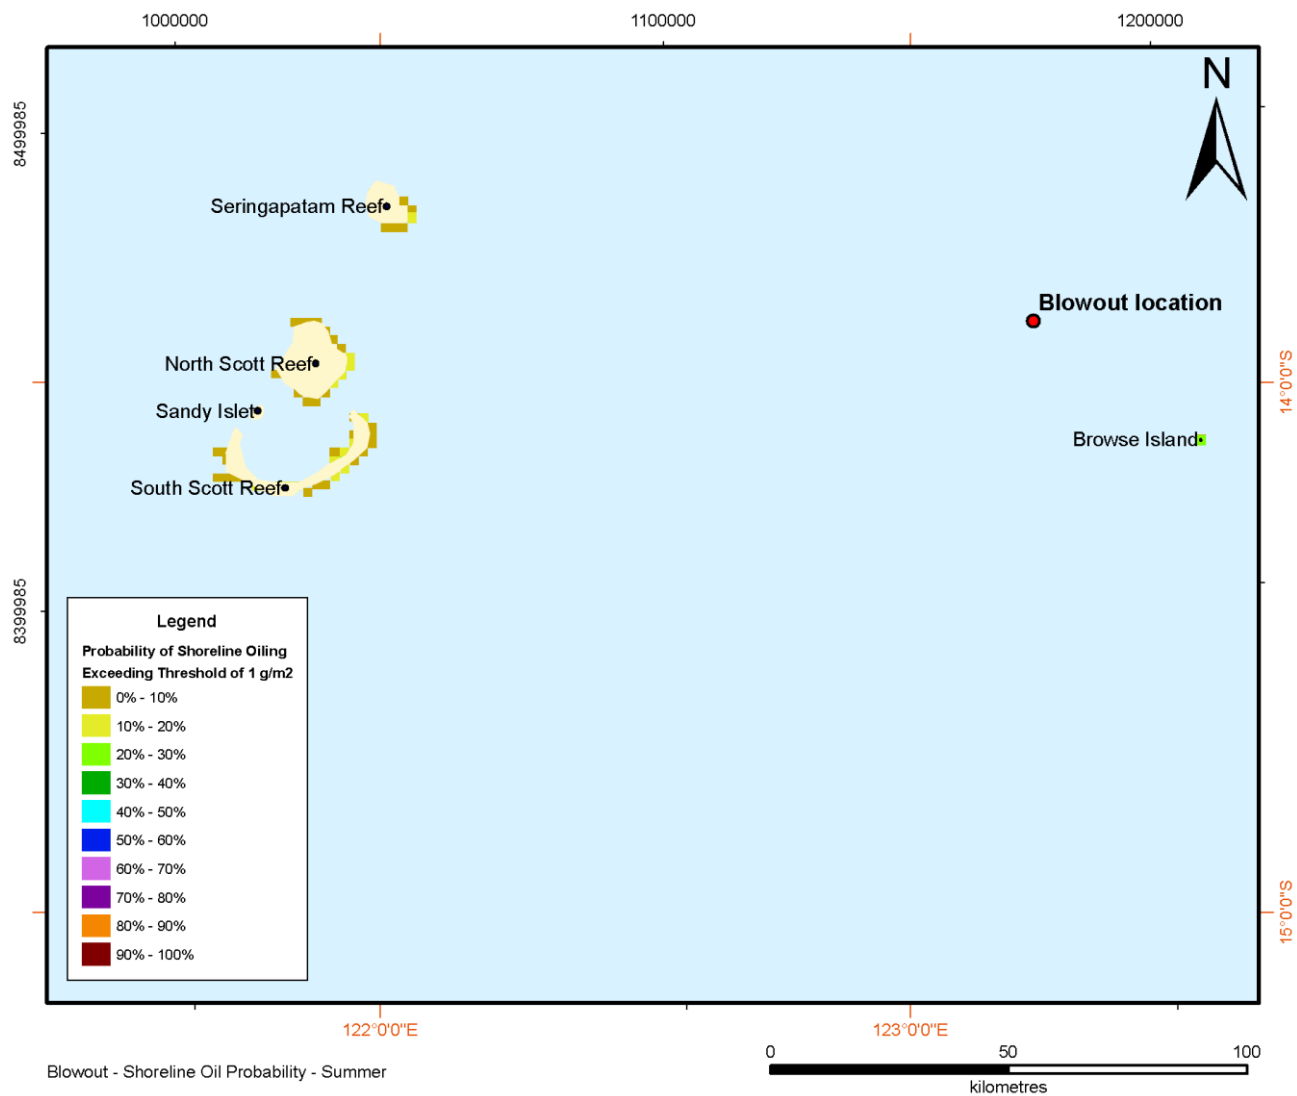 1000000
1100000
1200000
N
8499985
Seringapatam Reef
Blowout location
North Scott Reef
14°0'0"S
Sandy Islet
Browse Island
South Scott Reef
8399985
Legend
Probability of Shoreline Oiling
Exceeding Threshold of 1 g/m2
0% - 10%
10% - 20%
20% - 30%
30% - 40%
40% - 50%
50% - 60%
60% - 70%
70% - 80%
80% - 90%
90% - 100%
15°0'0"S
122°0'0"E
123°0'0"E
0
50
100
kilometres
Blowout - Shoreline Oil Probability - Summer